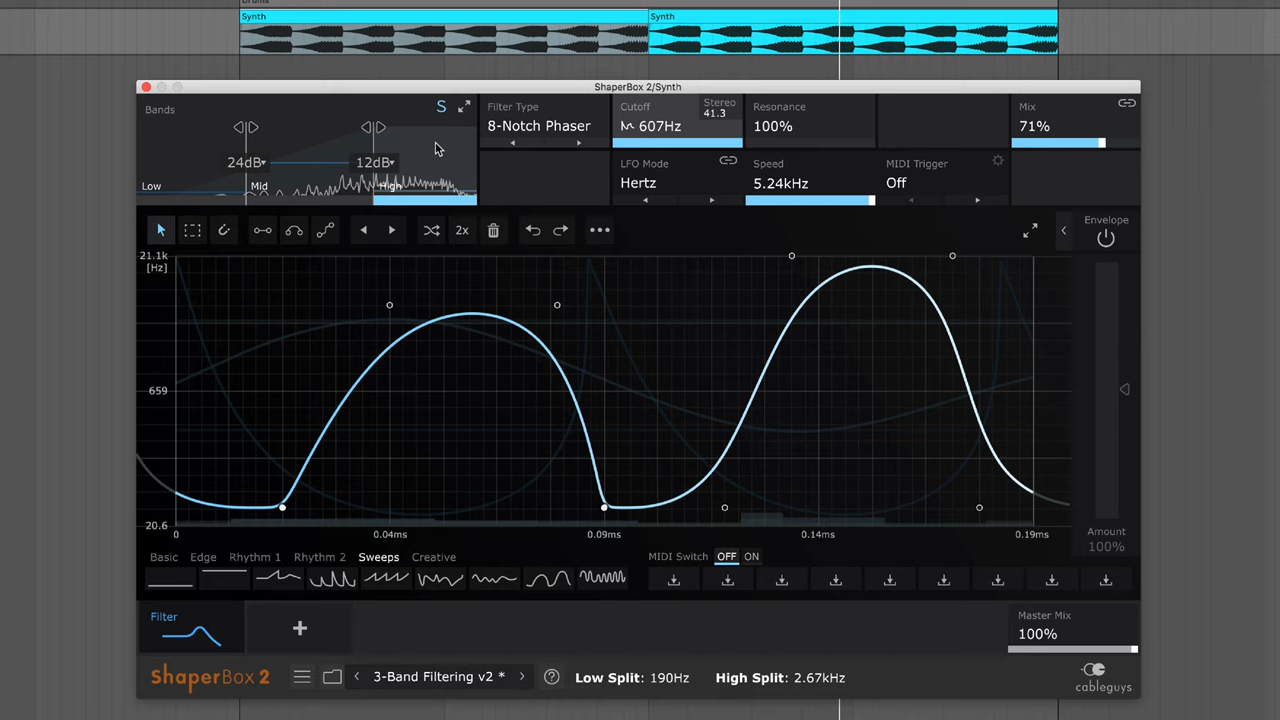 Drums
Synth
Synth
ShaperBox 2/Synth
Bands
S
24dB
12dB
Low
Mid
High
Filter Type
8-Notch Phaser
Cutoff
607Hz
Stereo
41.3
Resonance
100%
Mix
71%
LFO Mode
Hertz
Speed
5.24kHz
MIDI Trigger
Off
2x
Envelope
21.1k
[Hz]
659
20.6
0
0.04ms
0.09ms
0.14ms
0.19ms
Amount
100%
Basic
Edge
Rhythm 1
Rhythm 2
Sweeps
Creative
MIDI Switch
OFF
ON
Filter
+
Master Mix
100%
ShaperBox 2
3-Band Filtering v2 *
?
Low Split: 190Hz
High Split: 2.67kHz
cableguys